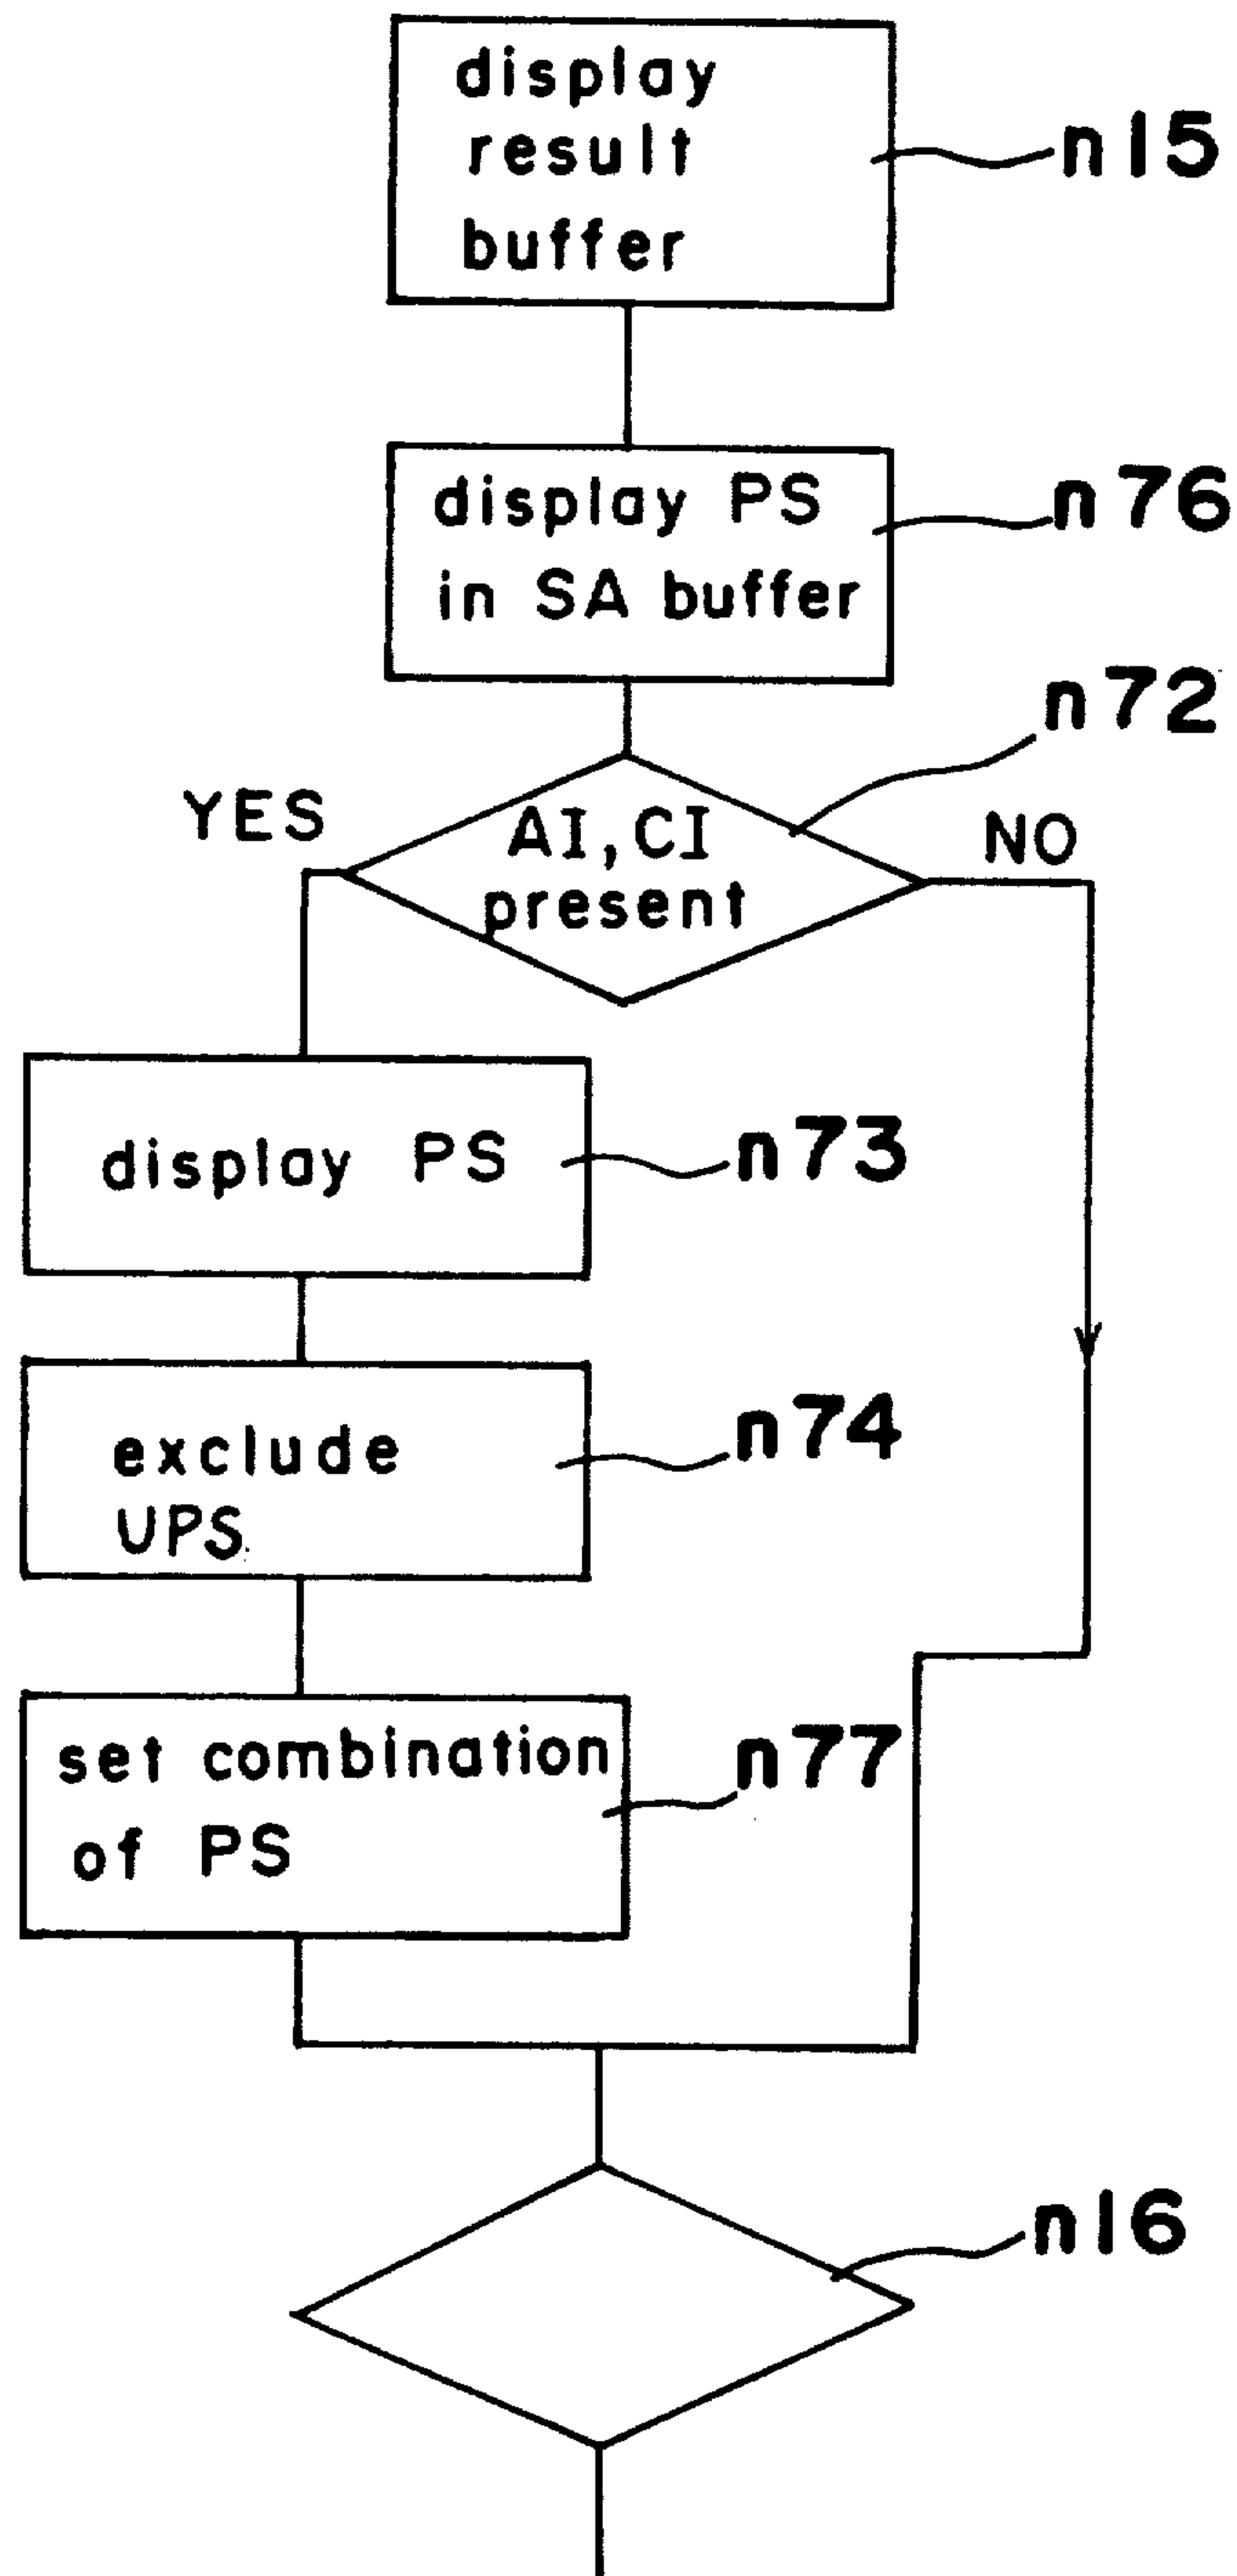 display
result
buffer
n15
display PS
in SA buffer
n76
n72
YES
AI, CI
present
NO
display PS
n73
exclude
UPS
n74
set combination
of PS
n77
n16